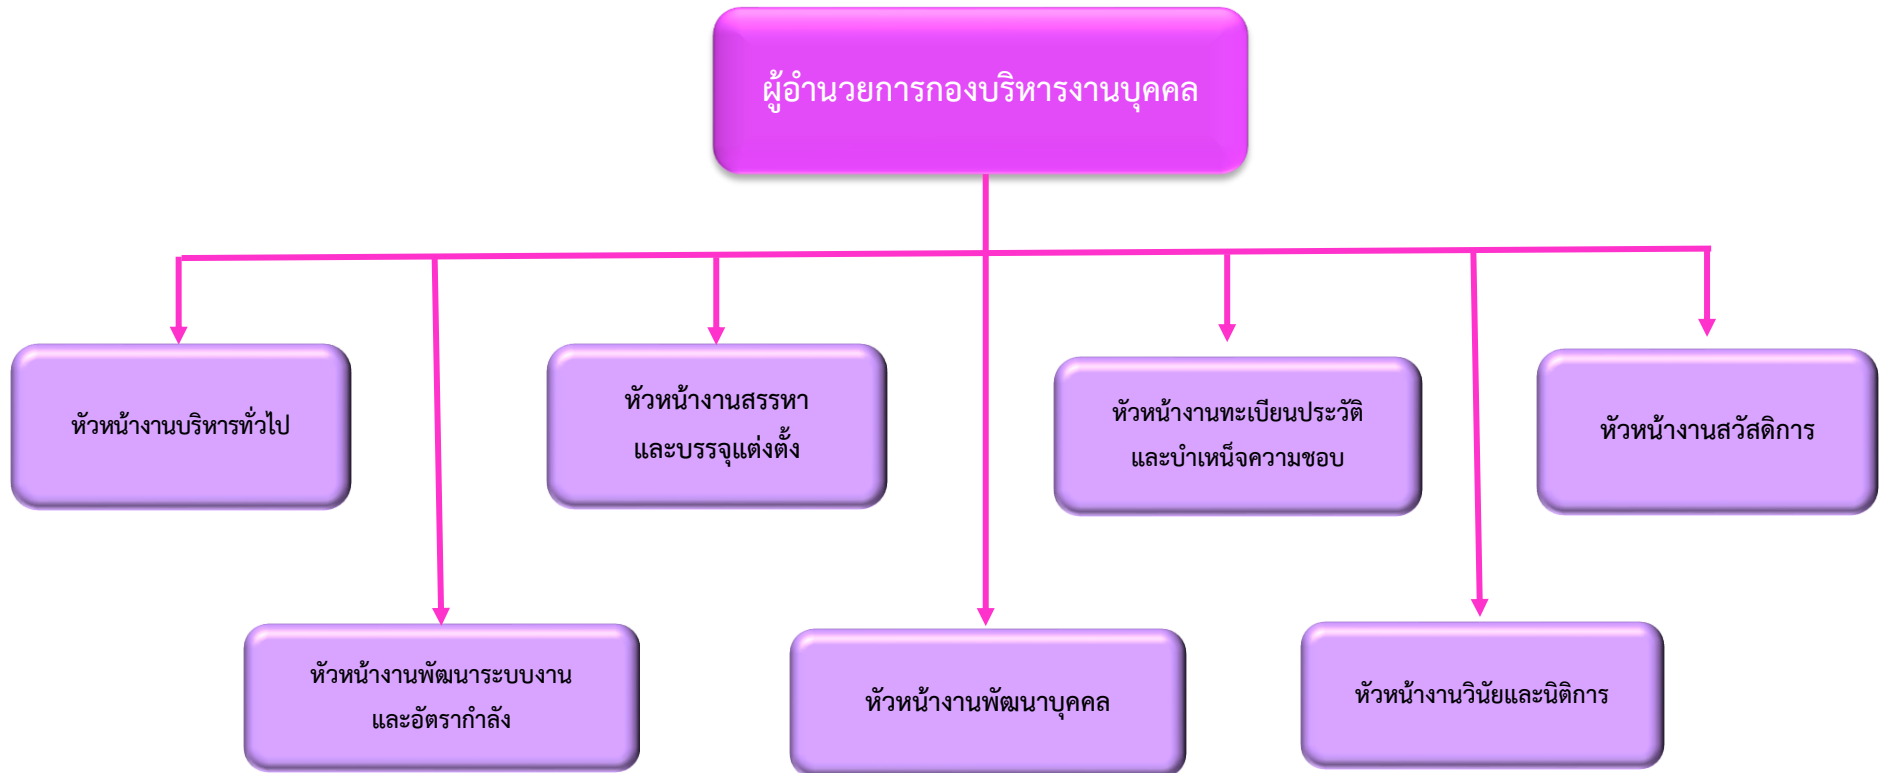 ผู้อำนวยการกองบริหารงานบุคคล
หัวหน้างานบริหารทั่วไป
หัวหน้างานสรรหา
และบรรจุแต่งตั้ง
หัวหน้างานทะเบียนประวัติ
และบำเหน็จความชอบ
หัวหน้างานสวัสดิการ
หัวหน้างานพัฒนาระบบงาน
และอัตรากำลัง
หัวหน้างานพัฒนาบุคคล
หัวหน้างานวินัยและนิติการ